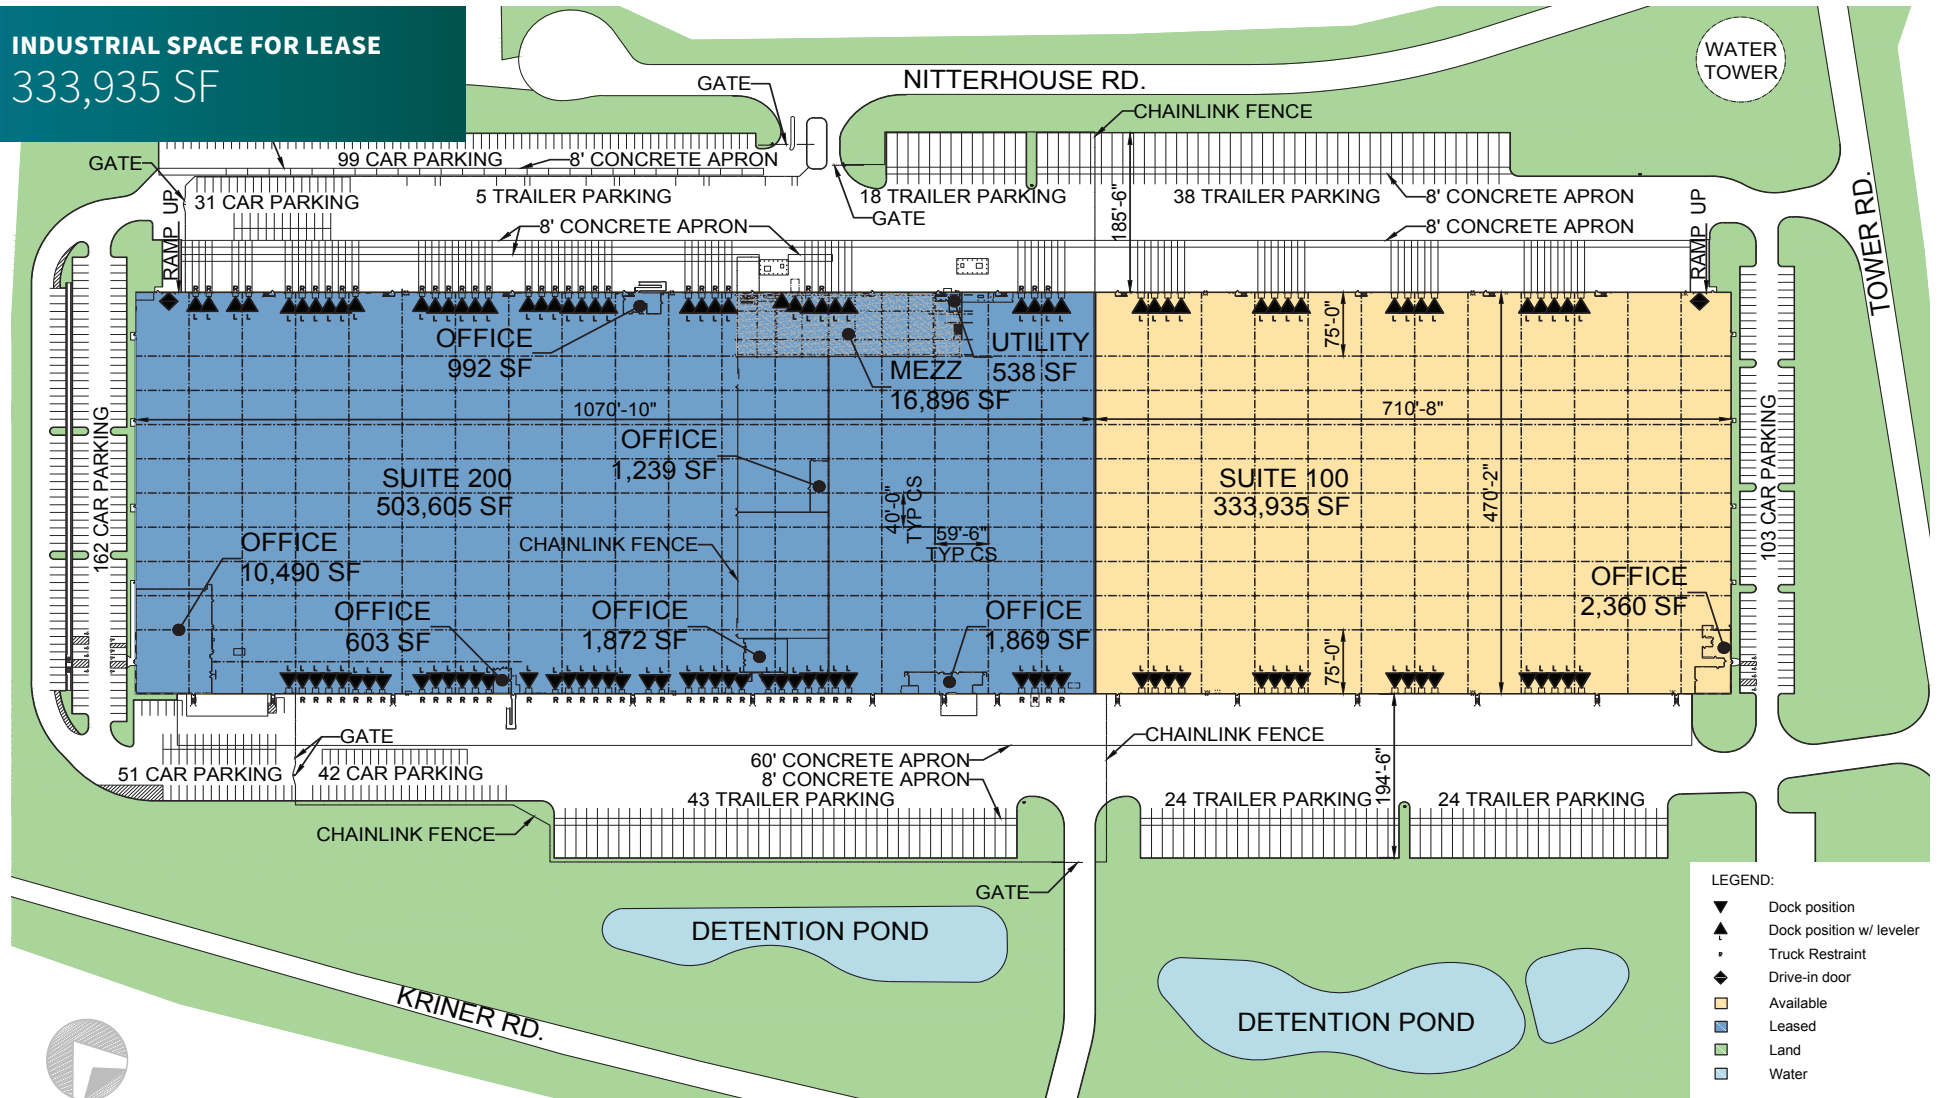 INDUSTRIAL SPACE FOR LEASE
333,935 SF
NITTERHOUSE RD.
WATER
TOWER
GATE
CHAINLINK FENCE
GATE
99 CAR PARKING
8' CONCRETE APRON
31 CAR PARKING
5 TRAILER PARKING
18 TRAILER PARKING
38 TRAILER PARKING
8' CONCRETE APRON
GATE
8' CONCRETE APRON
8' CONCRETE APRON
185'-6"
RAMP UP
RAMP UP
TOWER RD.
OFFICE
992 SF
UTILITY
538 SF
MEZZ
16,896 SF
75'-0"
1070'-10"
710'-8"
OFFICE
1,239 SF
SUITE 200
503,605 SF
SUITE 100
333,935 SF
470'-2"
40'-0"
TYP CS
59'-6"
TYP CS
162 CAR PARKING
103 CAR PARKING
CHAINLINK FENCE
OFFICE
10,490 SF
OFFICE
603 SF
OFFICE
1,872 SF
OFFICE
1,869 SF
OFFICE
2,360 SF
75'-0"
GATE
51 CAR PARKING
42 CAR PARKING
60' CONCRETE APRON
8' CONCRETE APRON
43 TRAILER PARKING
CHAINLINK FENCE
194'-6"
24 TRAILER PARKING
24 TRAILER PARKING
CHAINLINK FENCE
GATE
DETENTION POND
DETENTION POND
KRINER RD.
LEGEND:
Dock position
Dock position w/ leveler
Truck Restraint
Drive-in door
Available
Leased
Land
Water